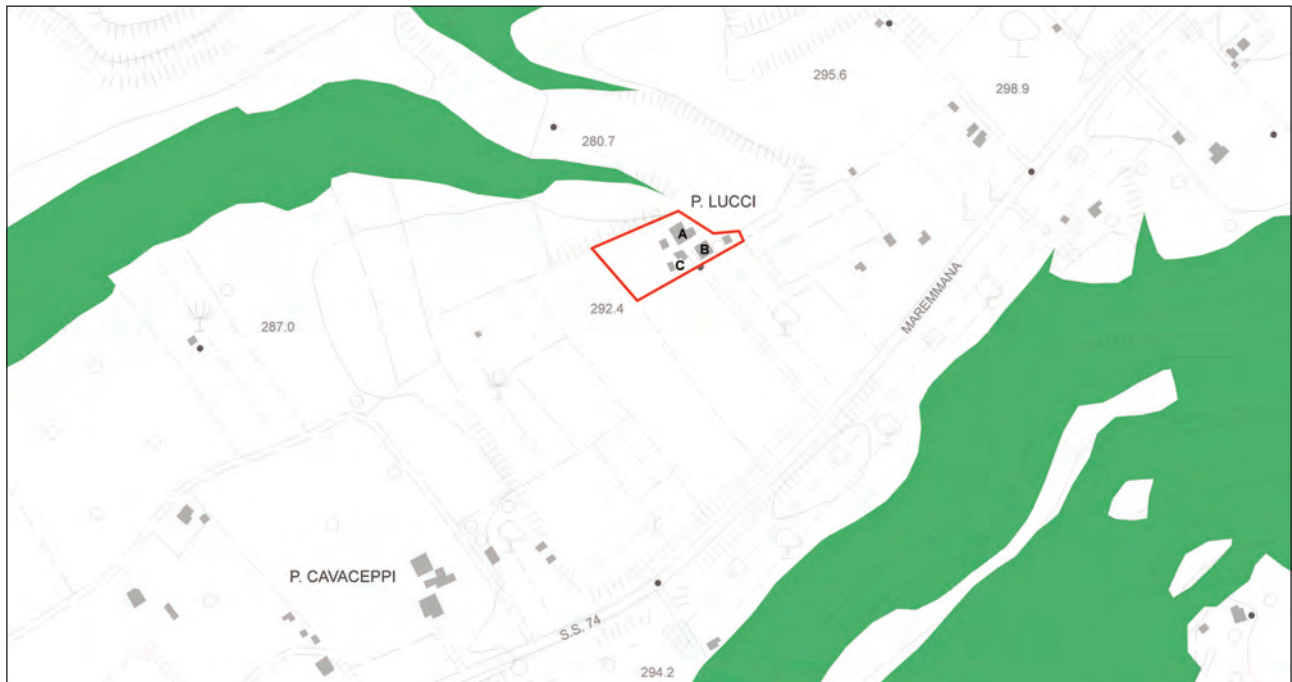 295.6
298.9
280.7
P. LUCCI
A
B
C
MAREMMANA
292.4
287.0
P. CAVACEPPI
S.S. 74
294.2